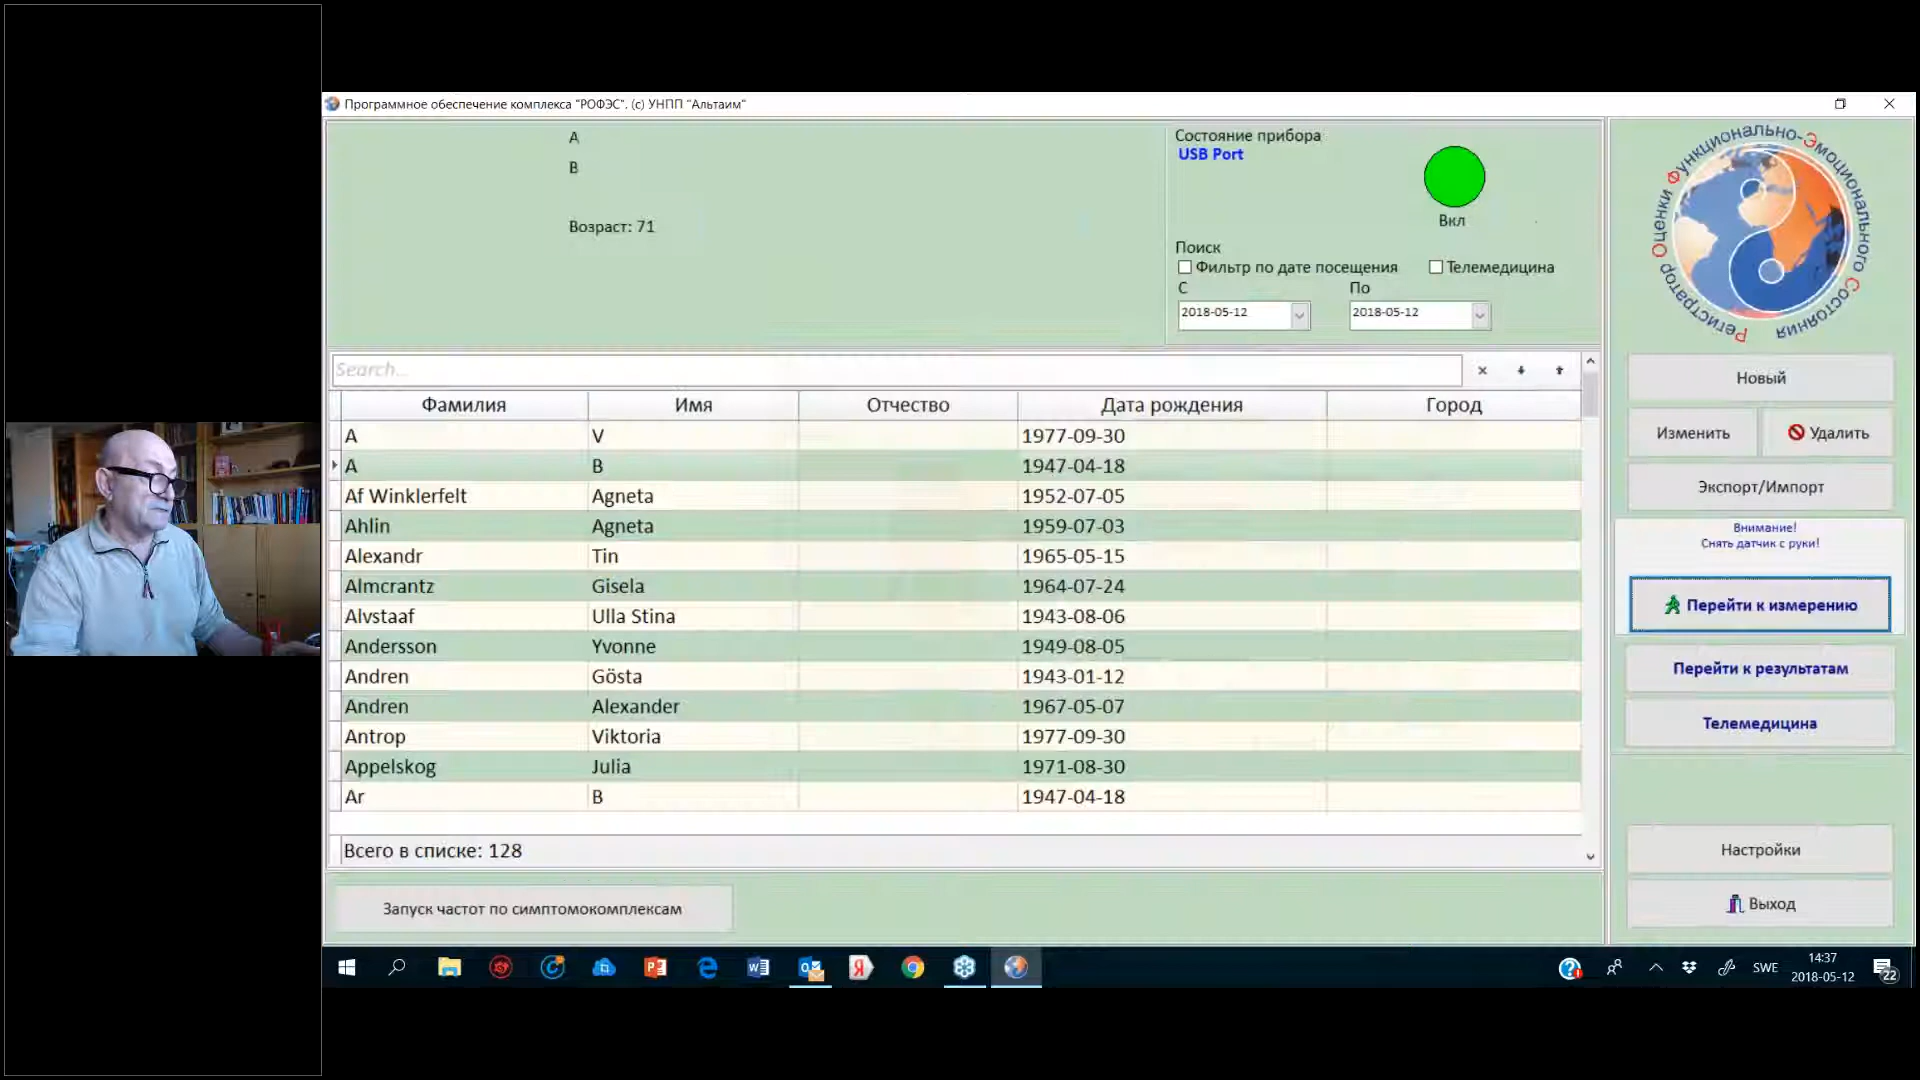 Программное обеспечение комплекса "РОФЭС". (с) УНПП "Альтаим"
A
B
Возраст: 71
Состояние прибора
USB Port
Вкл
Поиск
Фильтр по дате посещения Телемедицина
С По
2018-05-12 2018-05-12
Регистратор Оценки Функционально-Эмоционального Состояния
Search...
Фамилия Имя Отчество Дата рождения Город
A V 1977-09-30
A B 1947-04-18
Af Winklerfelt Agneta 1952-07-05
Ahlin Agneta 1959-07-03
Alexandr Tin 1965-05-15
Almcrantz Gisela 1964-07-24
Alvstaaf Ulla Stina 1943-08-06
Andersson Yvonne 1949-08-05
Andren Gösta 1943-01-12
Andren Alexander 1967-05-07
Antrop Viktoria 1977-09-30
Appelskog Julia 1971-08-30
Ar B 1947-04-18
Всего в списке: 128
Запуск частот по симптомокомплексам
Новый
Изменить Удалить
Экспорт/Импорт
Внимание!
Снять датчик с руки!
Перейти к измерению
Перейти к результатам
Телемедицина
Настройки
Выход
SWE
14:37
2018-05-12
22